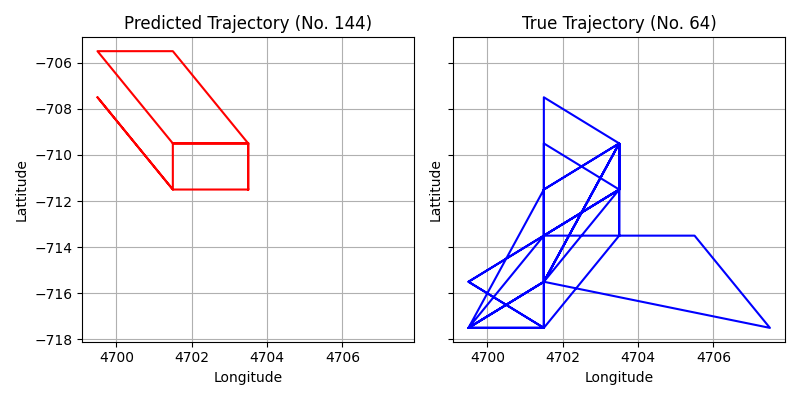 Predicted Trajectory (No. 144)
True Trajectory (No. 64)
Lattitude
−706
−708
−710
−712
−714
−716
−718
4700
4702
4704
4706
Longitude
Lattitude
4700
4702
4704
4706
Longitude